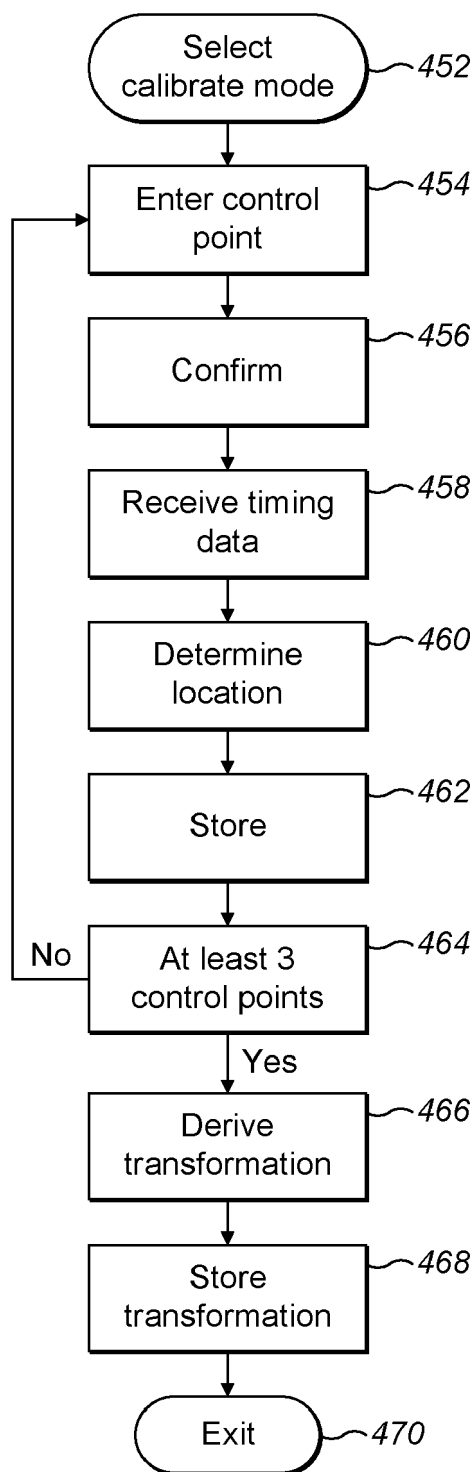 Select
calibrate mode
452
454
Enter control
point
456
Confirm
458
Receive timing
data
460
Determine
location
462
Store
464
No
At least 3
control points
Yes
466
Derive
transformation
468
Store
transformation
Exit
470